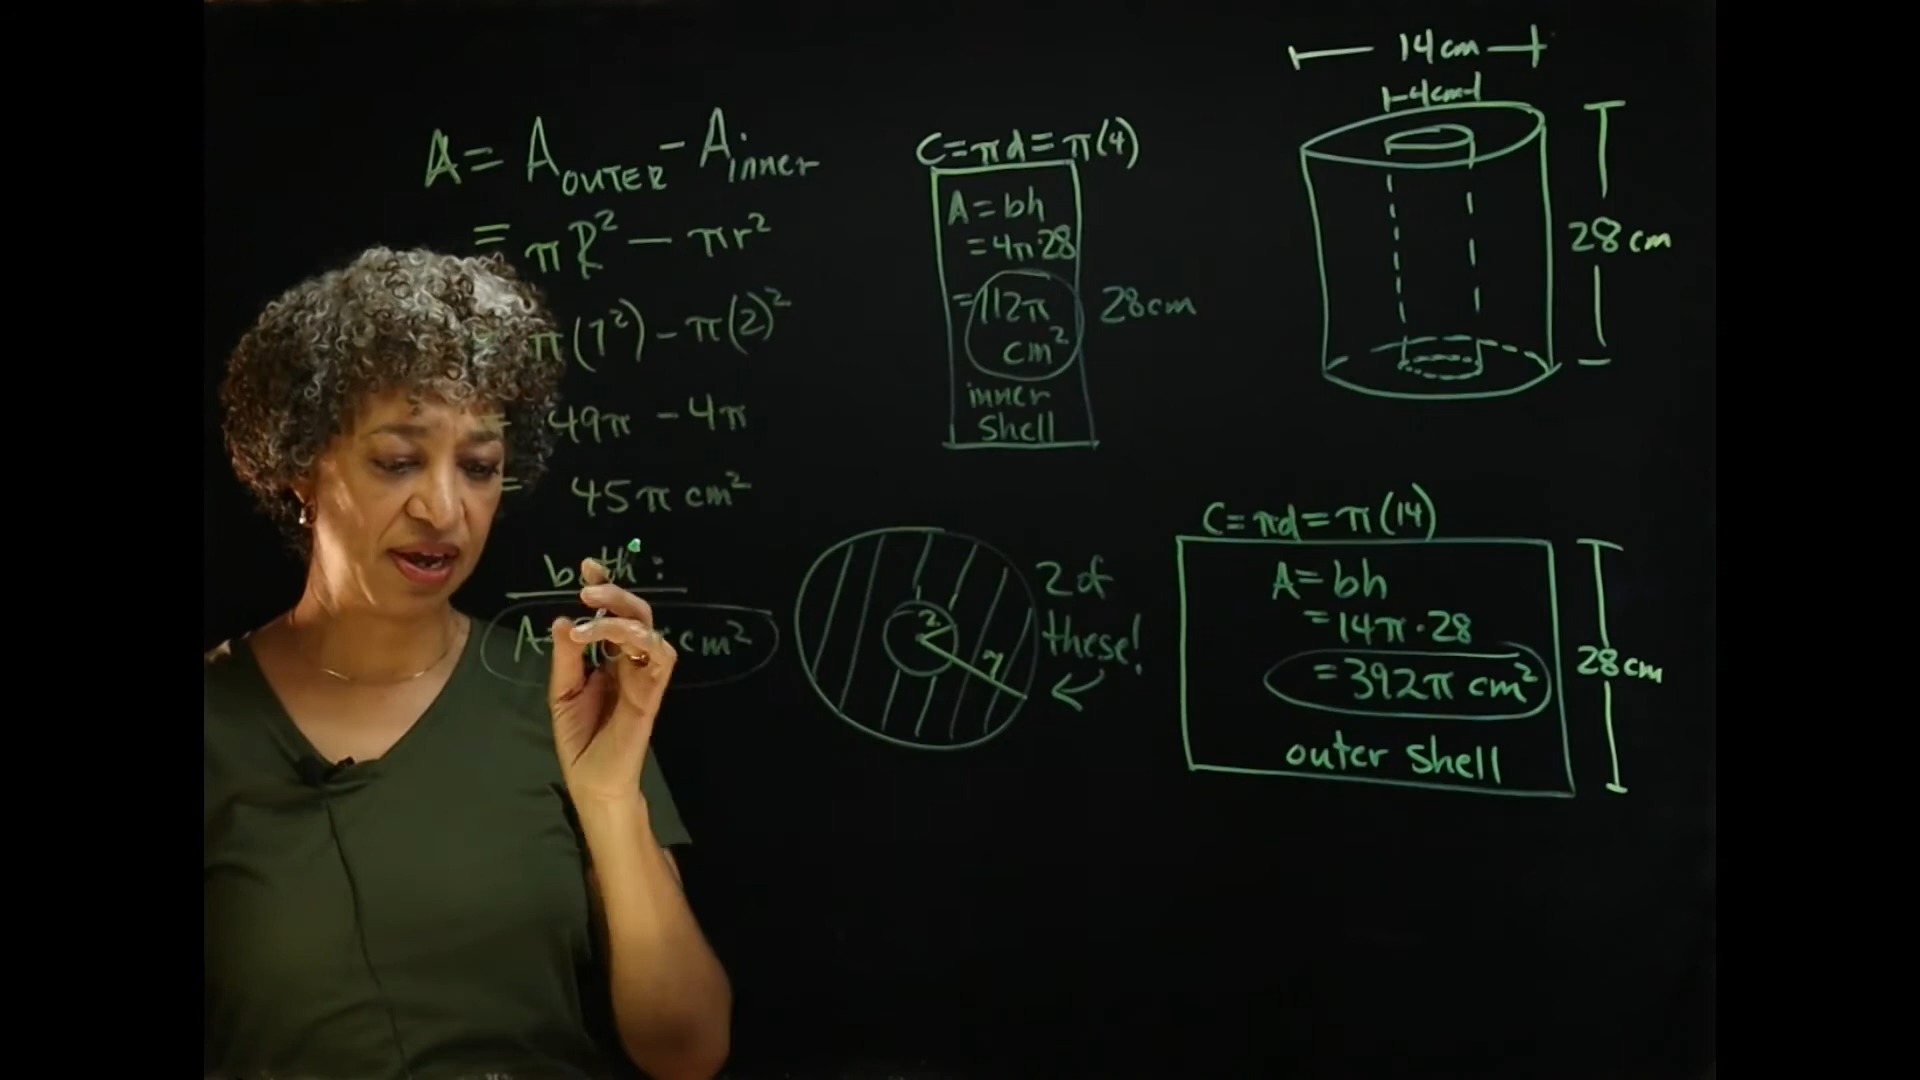 A = A OUTER - A inner
= πR² - πr²
π(7²) - π(2)²
= 49π - 4π
= 45π cm²
both:
A= cm²
C = πd = π(4)
A = bh
= 4π·28
= 112π
cm²
inner
shell
28cm
2
7
2 of
these!
14cm
4cm
28cm
C = πd = π(14)
A = bh
= 14π·28
= 392π cm²
outer shell
28cm